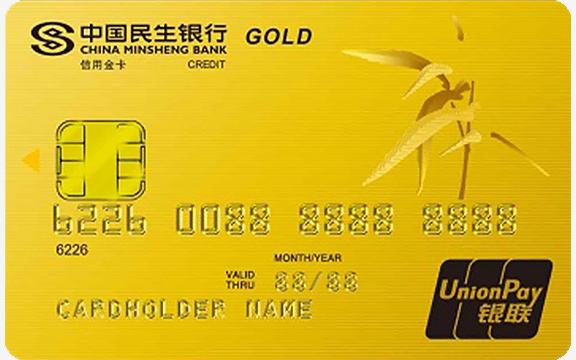 中国民生银行 GOLD
CHINA MINSHENG BANK
信用金卡 CREDIT
6226 0088 8888 8888
6226
MONTH/YEAR
VALID THRU 88/88
CARDHOLDER NAME
UnionPay
银联